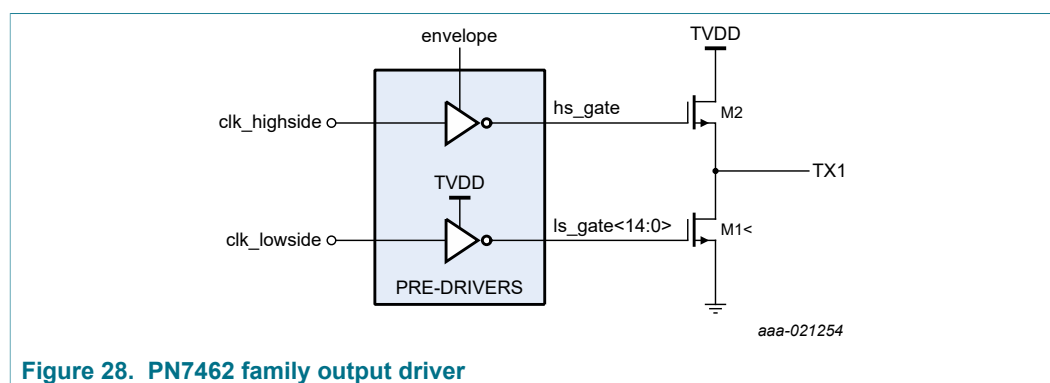 envelope
TVDD
clk_highside
hs_gate
M2
TX1
TVDD
clk_lowside
ls_gate<14:0>
M1<
PRE-DRIVERS
aaa-021254
Figure 28. PN7462 family output driver